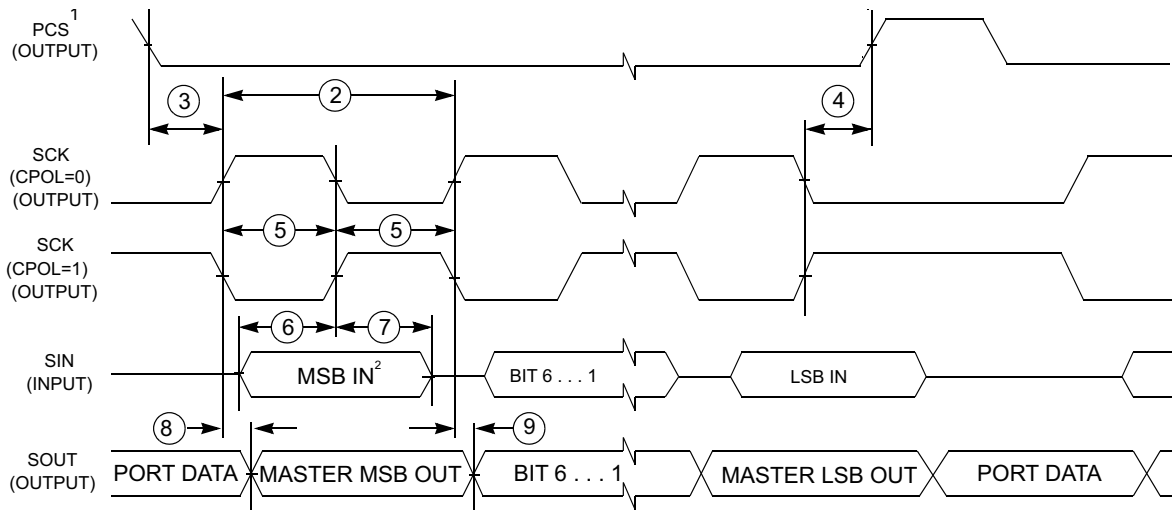 PCS1
(OUTPUT)
3
2
4
SCK
(CPOL=0)
(OUTPUT)
5
5
SCK
(CPOL=1)
(OUTPUT)
6
7
SIN
(INPUT)
MSB IN2
BIT 6 . . . 1
LSB IN
8
9
SOUT
(OUTPUT)
PORT DATA
MASTER MSB OUT
BIT 6 . . . 1
MASTER LSB OUT
PORT DATA